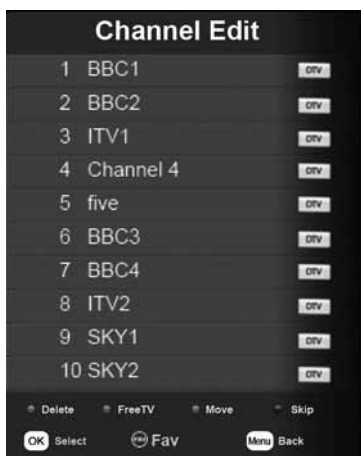 Channel Edit
1 BBC1 DTV
2 BBC2 DTV
3 ITV1 DTV
4 Channel 4 DTV
5 five DTV
6 BBC3 DTV
7 BBC4 DTV
8 ITV2 DTV
9 SKY1 DTV
10 SKY2 DTV
Delete FreeTV Move Skip
OK Select Fav Menu Back